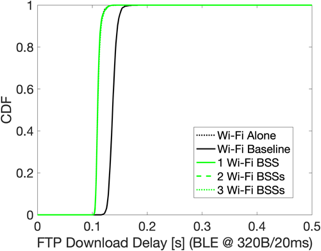 1
0.8
0.6
0.4
0.2
0
CDF
0 0.1 0.2 0.3 0.4 0.5
FTP Download Delay [s] (BLE @ 320B/20ms)
Wi-Fi Alone
Wi-Fi Baseline
1 Wi-Fi BSS
2 Wi-Fi BSSs
3 Wi-Fi BSSs